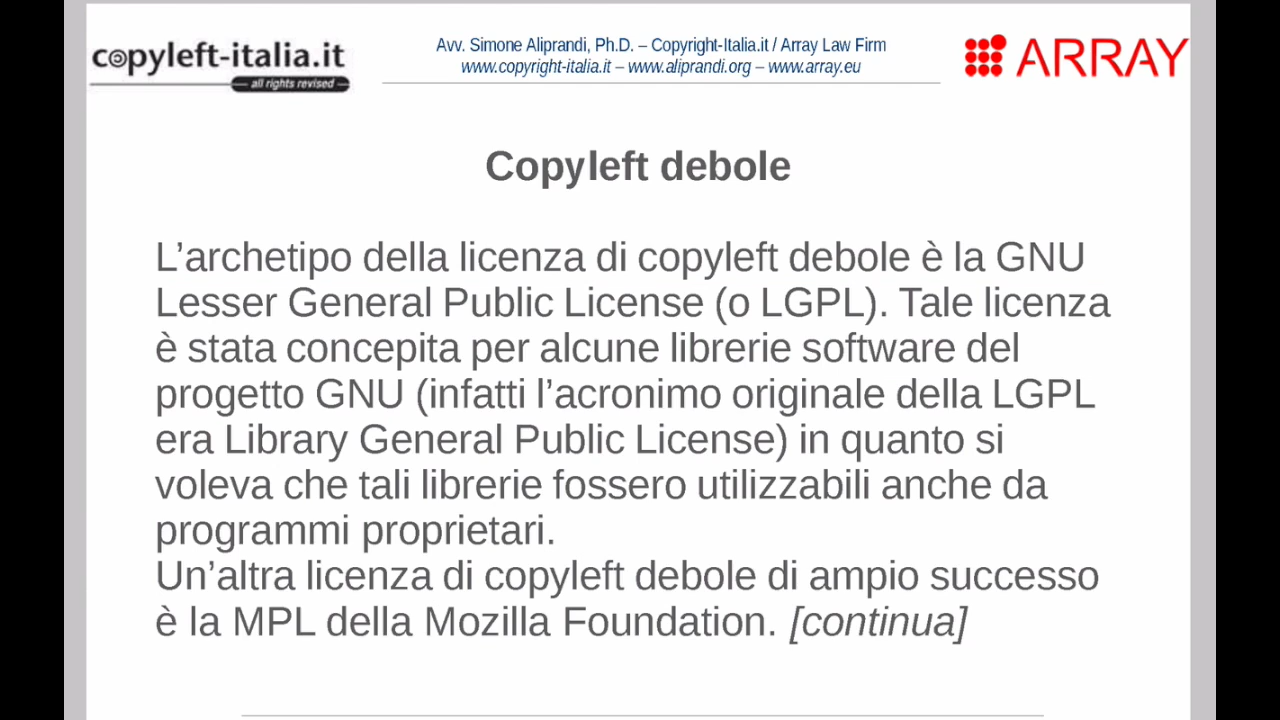 copyleft-italia.it
all rights revised
Avv. Simone Aliprandi, Ph.D. – Copyright-Italia.it / Array Law Firm
www.copyright-italia.it – www.aliprandi.org – www.array.eu
ARRAY
Copyleft debole
L’archetipo della licenza di copyleft debole è la GNU
Lesser General Public License (o LGPL). Tale licenza
è stata concepita per alcune librerie software del
progetto GNU (infatti l’acronimo originale della LGPL
era Library General Public License) in quanto si
voleva che tali librerie fossero utilizzabili anche da
programmi proprietari.
Un’altra licenza di copyleft debole di ampio successo
è la MPL della Mozilla Foundation. [continua]